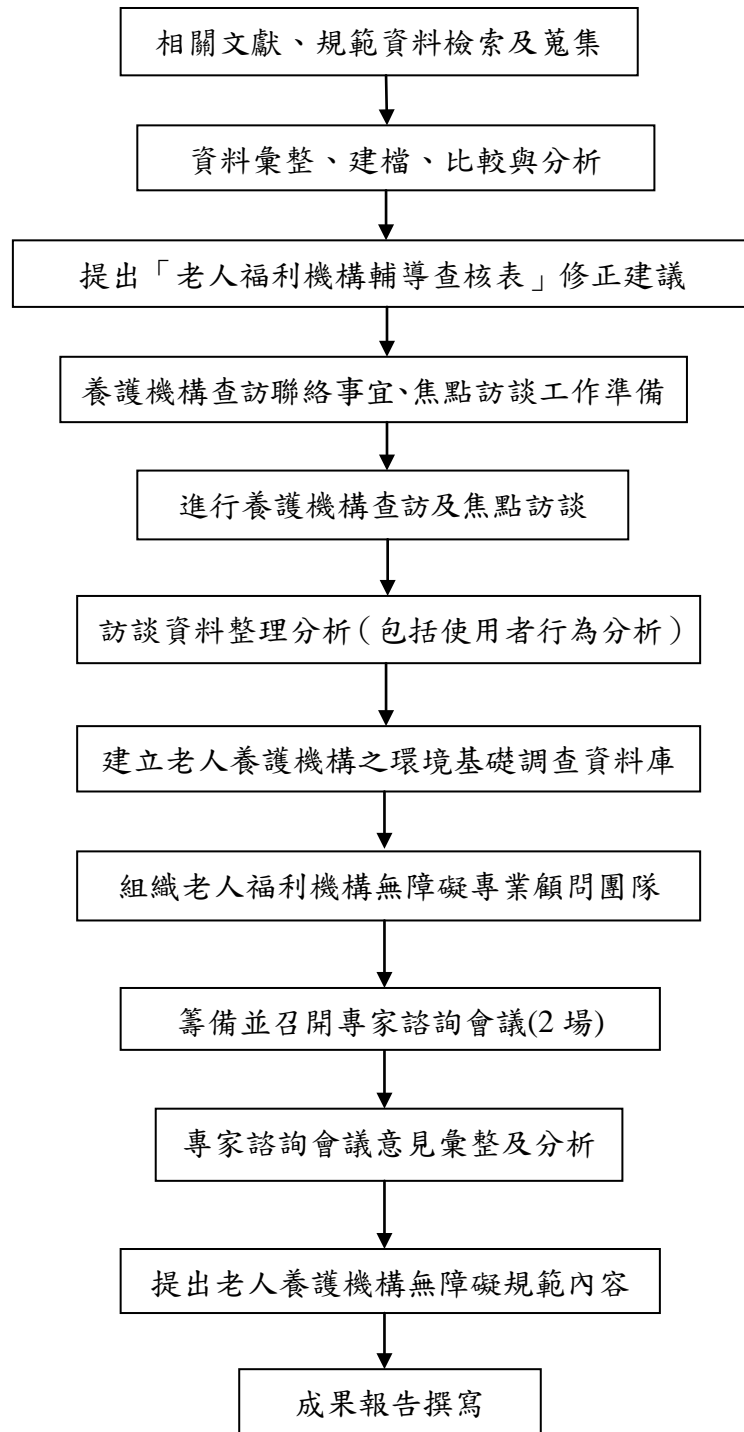 相關文獻、規範資料檢索及蒐集
資料彙整、建檔、比較與分析
提出「老人福利機構輔導查核表」修正建議
養護機構查訪聯絡事宜、焦點訪談工作準備
進行養護機構查訪及焦點訪談
訪談資料整理分析（包括使用者行為分析）
建立老人養護機構之環境基礎調查資料庫
組織老人福利機構無障礙專業顧問團隊
籌備並召開專家諮詢會議(2 場)
專家諮詢會議意見彙整及分析
提出老人養護機構無障礙規範內容
成果報告撰寫